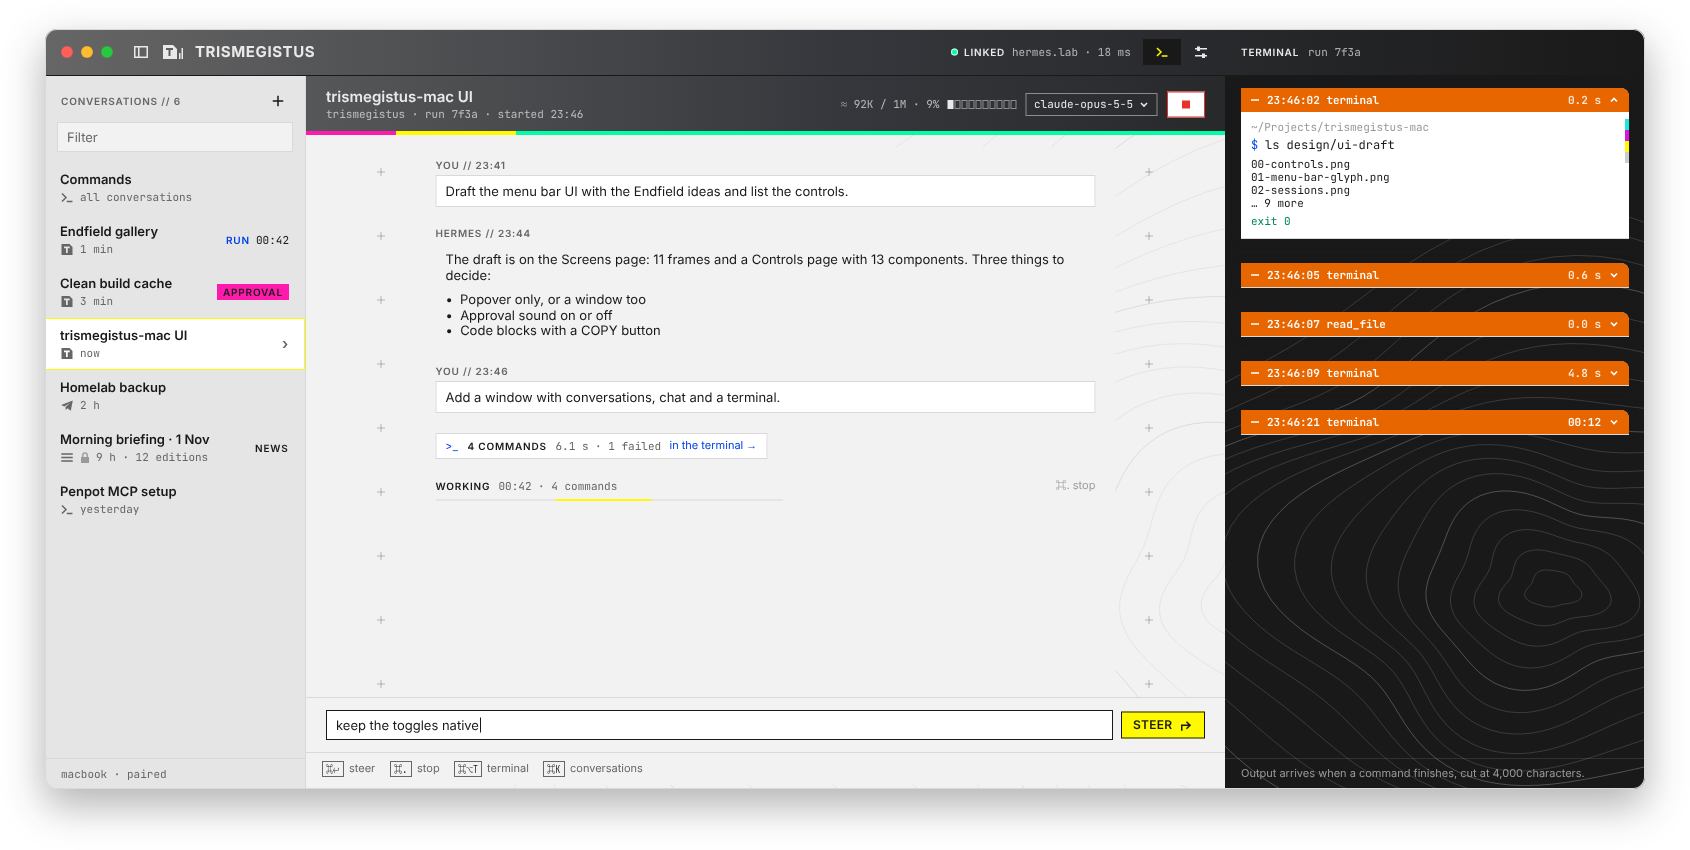 TRISMEGISTUS
LINKED hermes.lab · 18 ms
TERMINAL run 7f3a
CONVERSATIONS // 6
Filter
Commands
all conversations
Endfield gallery
1 min
RUN 00:42
Clean build cache
3 min
APPROVAL
trismegistus-mac UI
now
Homelab backup
2 h
Morning briefing · 1 Nov
9 h · 12 editions
NEWS
Penpot MCP setup
yesterday
macbook · paired
trismegistus-mac UI
trismegistus · run 7f3a · started 23:46
≈ 92K / 1M · 9%
claude-opus-5-5
YOU // 23:41
Draft the menu bar UI with the Endfield ideas and list the controls.
HERMES // 23:44
The draft is on the Screens page: 11 frames and a Controls page with 13 components. Three things to
decide:
• Popover only, or a window too
• Approval sound on or off
• Code blocks with a COPY button
YOU // 23:46
Add a window with conversations, chat and a terminal.
>_ 4 COMMANDS 6.1 s · 1 failed in the terminal →
WORKING 00:42 · 4 commands
⌘. stop
keep the toggles native
STEER
⌘↩ steer ⌘. stop ⌘⌥T terminal ⌘K conversations
23:46:02 terminal 0.2 s
~/Projects/trismegistus-mac
$ ls design/ui-draft
00-controls.png
01-menu-bar-glyph.png
02-sessions.png
… 9 more
exit 0
23:46:05 terminal 0.6 s
23:46:07 read_file 0.0 s
23:46:09 terminal 4.8 s
23:46:21 terminal 00:12
Output arrives when a command finishes, cut at 4,000 characters.